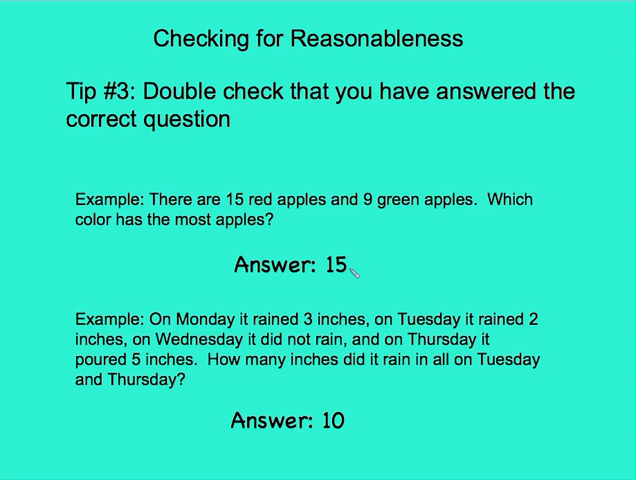 Checking for Reasonableness
Tip #3: Double check that you have answered the
correct question
Example: There are 15 red apples and 9 green apples.  Which
color has the most apples?
Answer: 15
Example: On Monday it rained 3 inches, on Tuesday it rained 2
inches, on Wednesday it did not rain, and on Thursday it
poured 5 inches.  How many inches did it rain in all on Tuesday
and Thursday?
Answer: 10